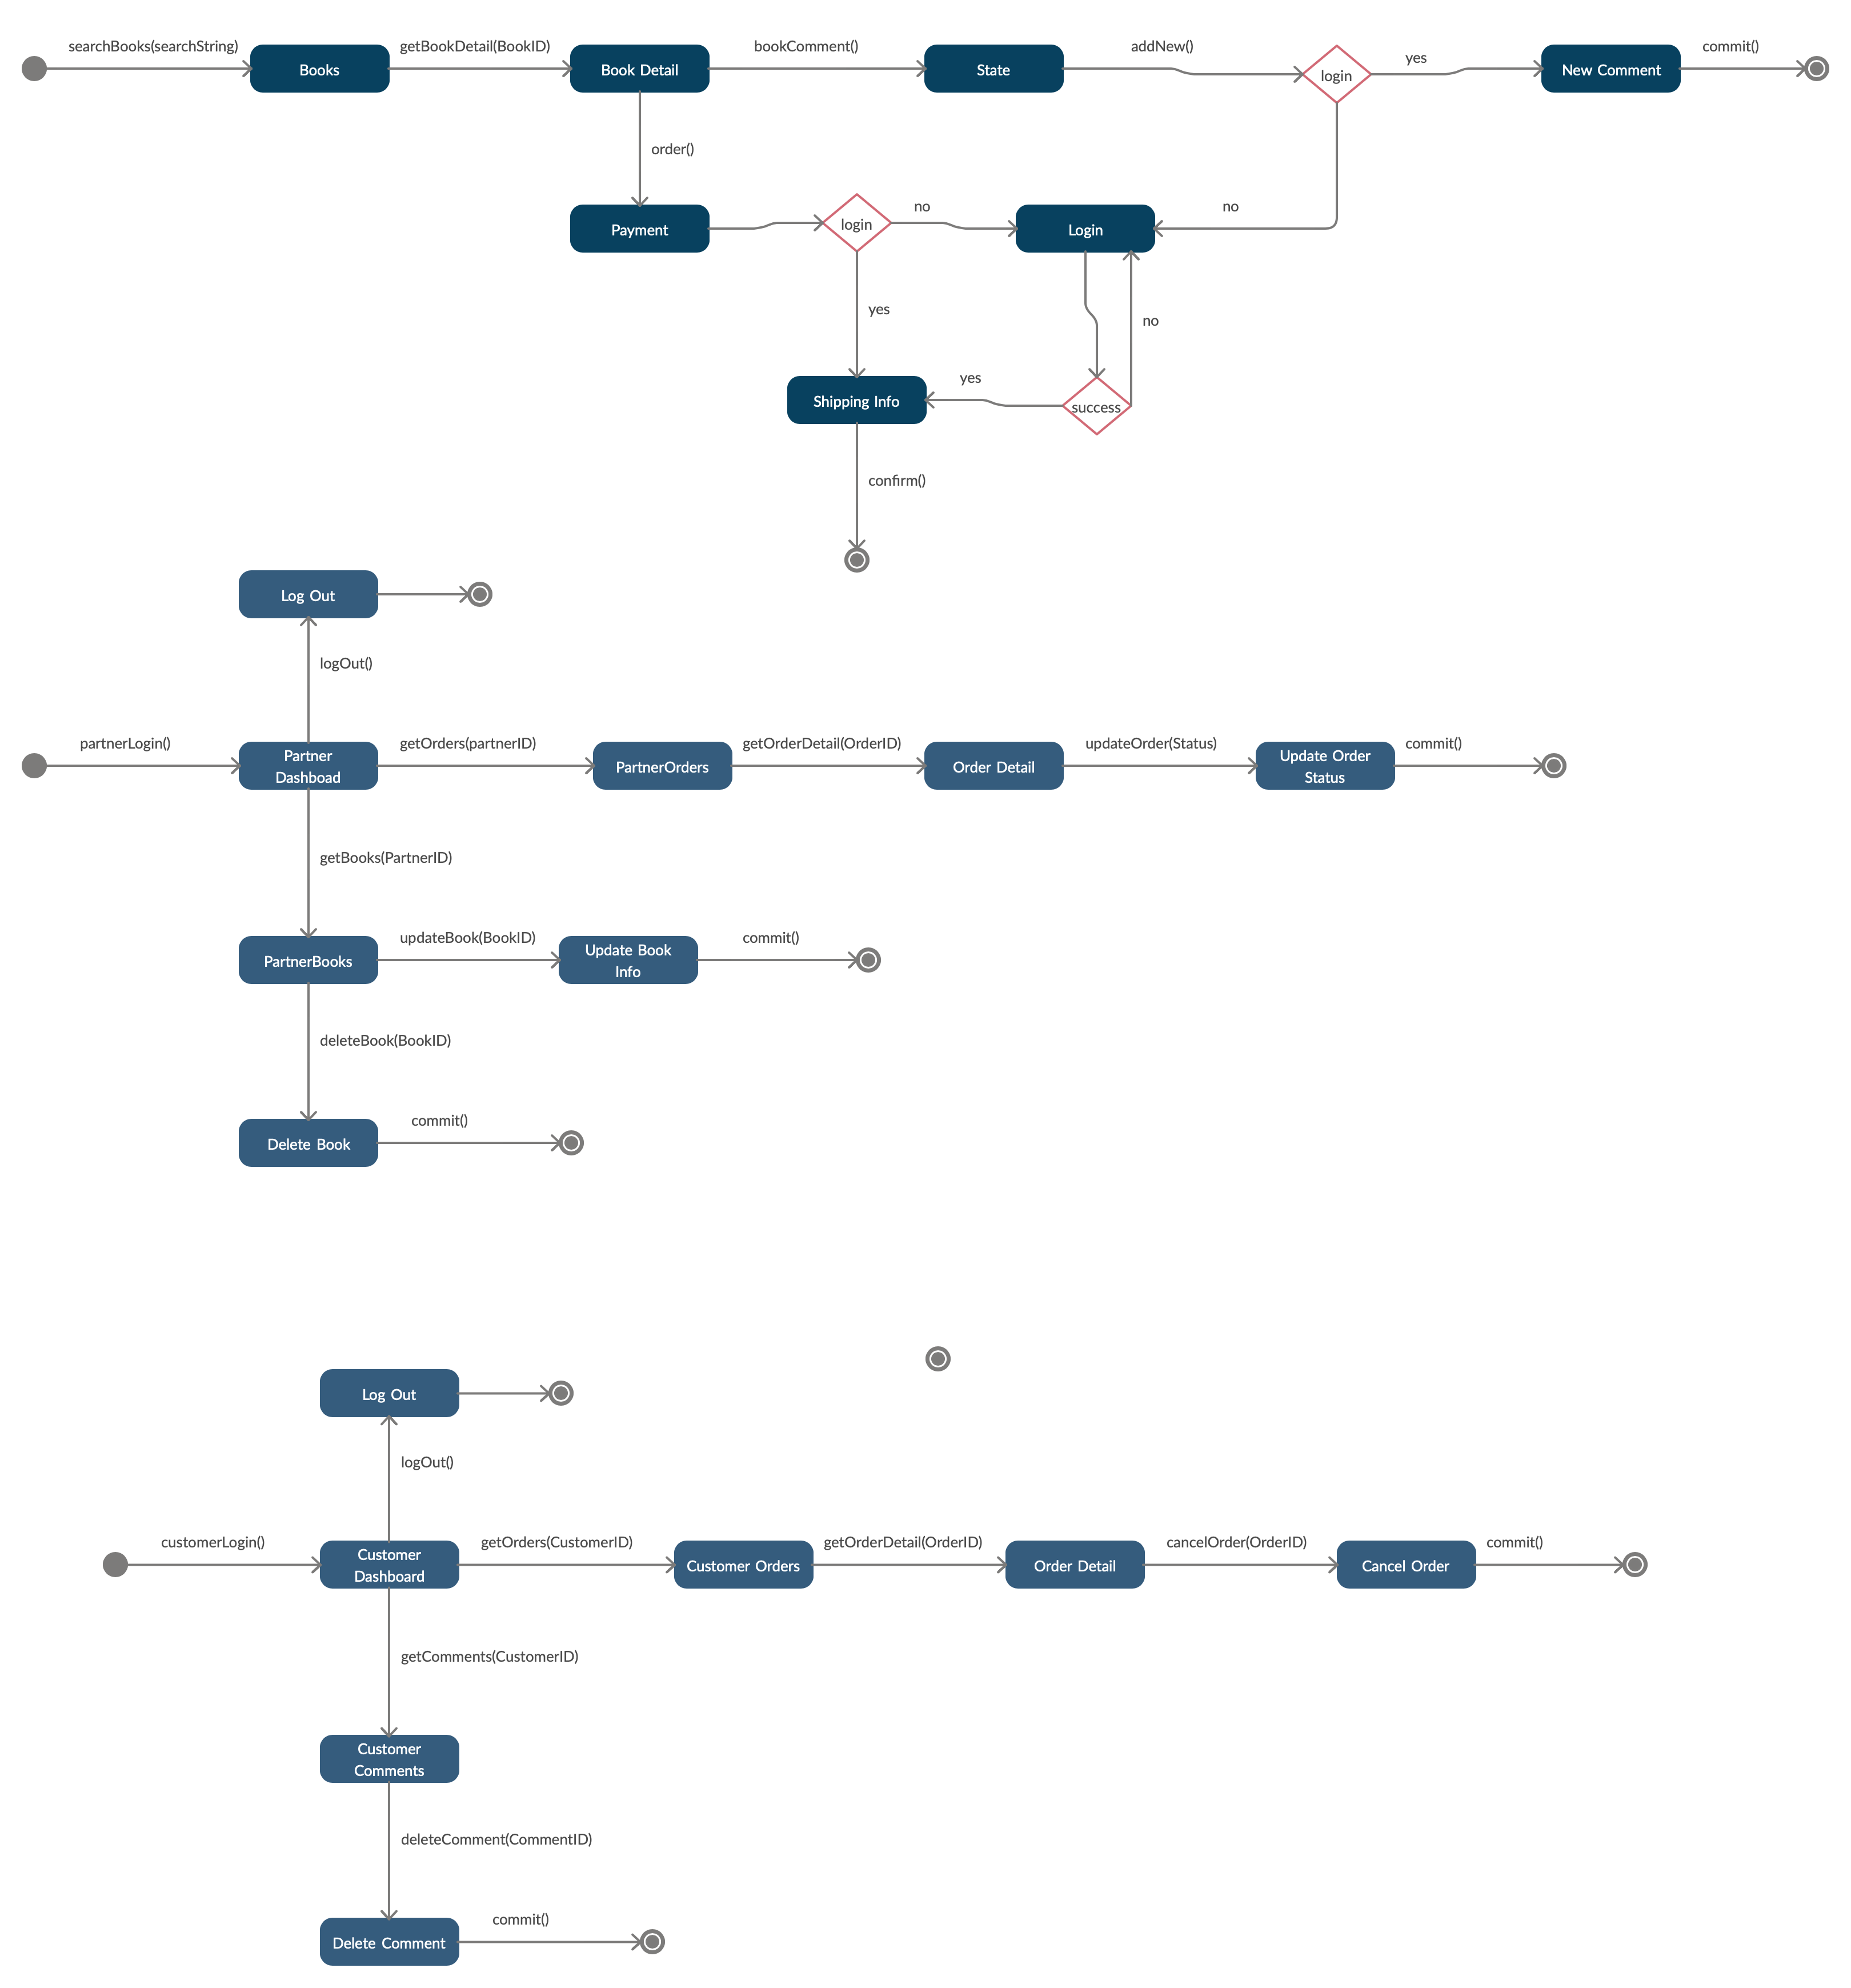 searchBooks(searchString)
Books
getBookDetail(BookID)
Book Detail
bookComment()
State
addNew()
login
yes
New Comment
commit()
order()
Payment
login
no
Login
no
yes
no
Shipping Info
yes
success
confirm()
Log Out
logOut()
partnerLogin()
Partner
Dashboad
getOrders(partnerID)
PartnerOrders
getOrderDetail(OrderID)
Order Detail
updateOrder(Status)
Update Order
Status
commit()
getBooks(PartnerID)
PartnerBooks
updateBook(BookID)
Update Book
Info
commit()
deleteBook(BookID)
Delete Book
commit()
Log Out
logOut()
customerLogin()
Customer
Dashboard
getOrders(CustomerID)
Customer Orders
getOrderDetail(OrderID)
Order Detail
cancelOrder(OrderID)
Cancel Order
commit()
getComments(CustomerID)
Customer
Comments
deleteComment(CommentID)
Delete Comment
commit()